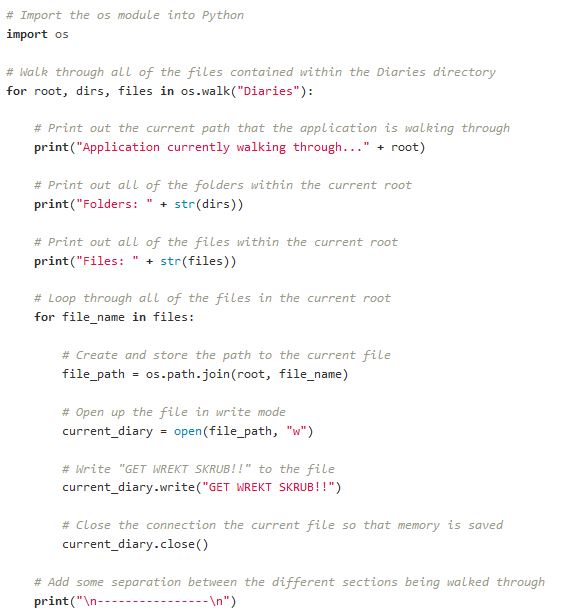 # Import the os module into Python
import os
# Walk through all of the files contained within the Diaries directory
for root, dirs, files in os.walk("Diaries"):
# Print out the current path that the application is walking through
print("Application currently walking through..." + root)
# Print out all of the folders within the current root
print("Folders: " + str(dirs))
# Print out all of the files within the current root
print("Files: " + str(files))
# Loop through all of the files in the current root
for file_name in files:
# Create and store the path to the current file
file_path = os.path.join(root, file_name)
# Open up the file in write mode
current_diary = open(file_path, "w")
# Write "GET WREKT SKRUB!!" to the file
current_diary.write("GET WREKT SKRUB!!")
# Close the connection the current file so that memory is saved
current_diary.close()
# Add some separation between the different sections being walked through
print("\n----------------\n")